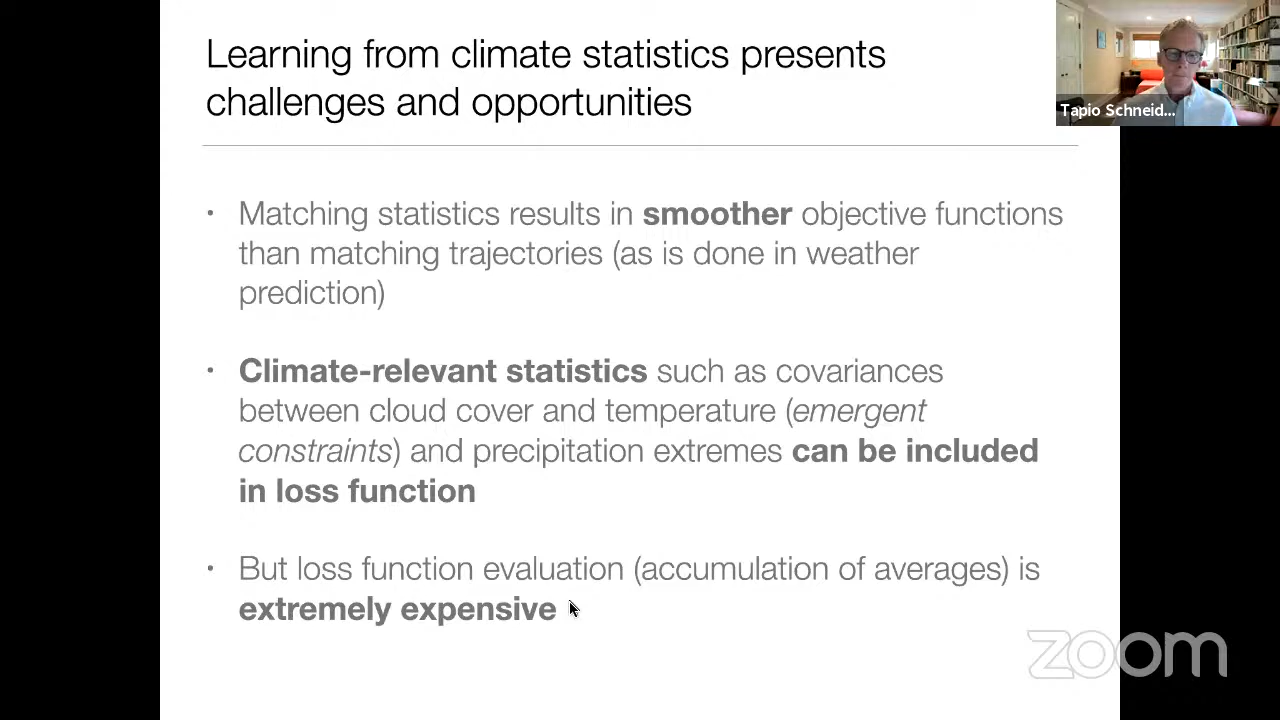 Learning from climate statistics presents
challenges and opportunities
Tapio Schneid...
• Matching statistics results in smoother objective functions
than matching trajectories (as is done in weather
prediction)
• Climate-relevant statistics such as covariances
between cloud cover and temperature (emergent
constraints) and precipitation extremes can be included
in loss function
• But loss function evaluation (accumulation of averages) is
extremely expensive
zoom